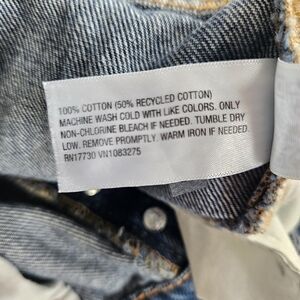 100% COTTON (50% RECYCLED COTTON)
MACHINE WASH COLD WITH LIKE COLORS. ONLY
NON-CHLORINE BLEACH IF NEEDED. TUMBLE DRY
LOW. REMOVE PROMPTLY. WARM IRON IF NEEDED.
RN17730 VN1083275